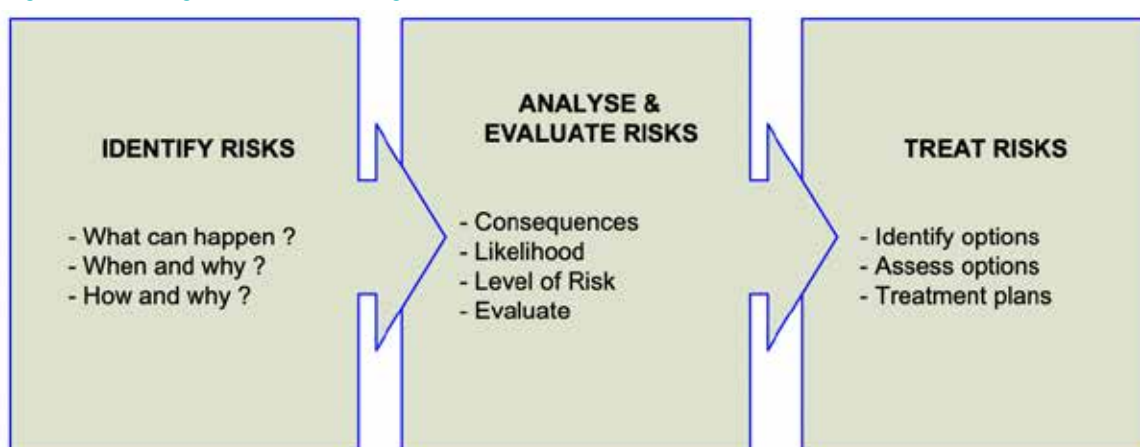 IDENTIFY RISKS
- What can happen ?
- When and why ?
- How and why ?
ANALYSE &
EVALUATE RISKS
- Consequences
- Likelihood
- Level of Risk
- Evaluate
TREAT RISKS
- Identify options
- Assess options
- Treatment plans